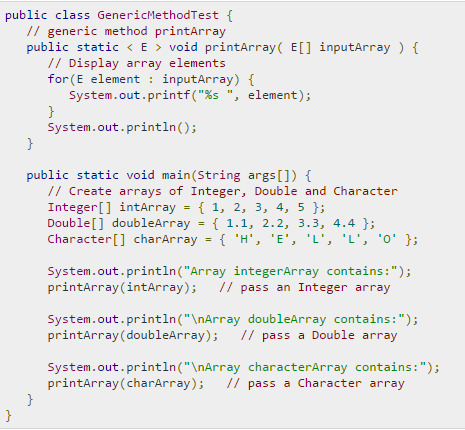 public class GenericMethodTest {
   // generic method printArray
   public static < E > void printArray( E[] inputArray ) {
      // Display array elements
      for(E element : inputArray) {
         System.out.printf("%s ", element);
      }
      System.out.println();
   }

   public static void main(String args[]) {
      // Create arrays of Integer, Double and Character
      Integer[] intArray = { 1, 2, 3, 4, 5 };
      Double[] doubleArray = { 1.1, 2.2, 3.3, 4.4 };
      Character[] charArray = { 'H', 'E', 'L', 'L', 'O' };

      System.out.println("Array integerArray contains:");
      printArray(intArray);   // pass an Integer array

      System.out.println("\nArray doubleArray contains:");
      printArray(doubleArray);   // pass a Double array

      System.out.println("\nArray characterArray contains:");
      printArray(charArray);   // pass a Character array
   }
}